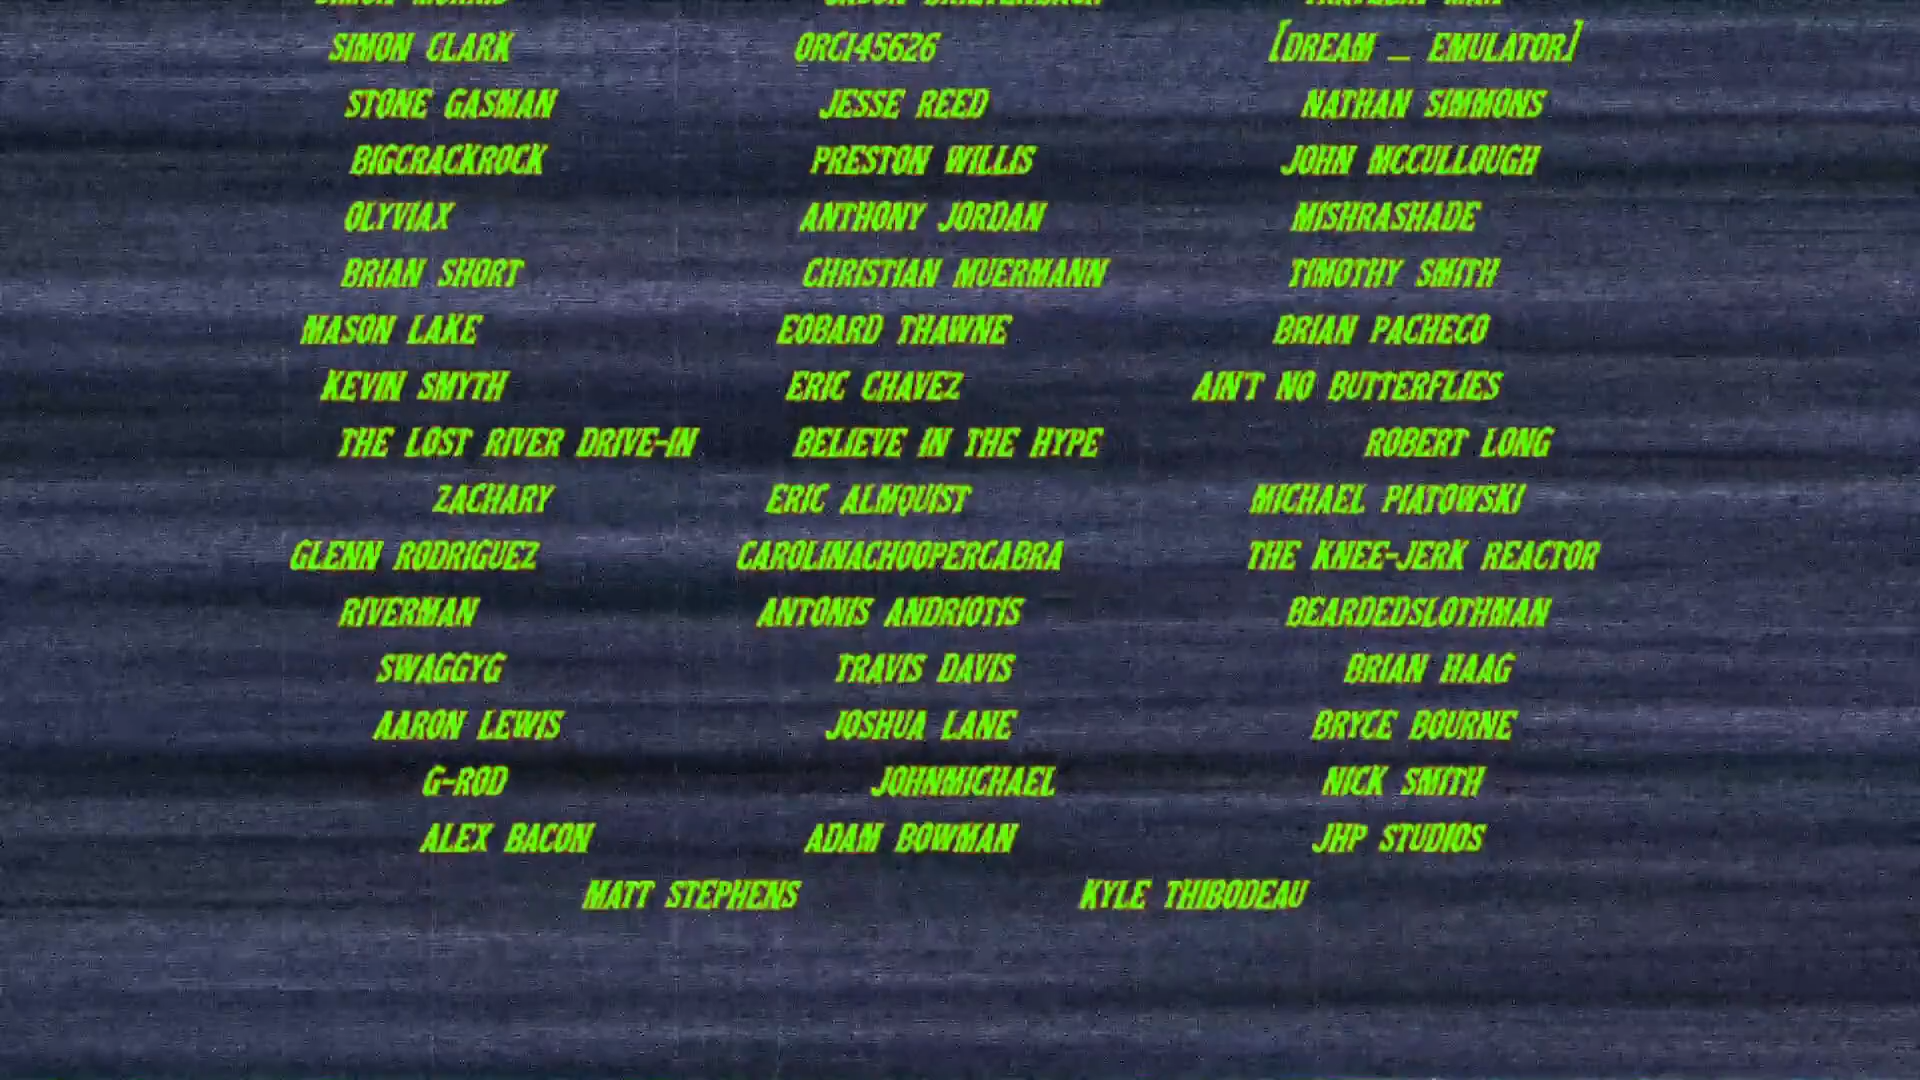 SIMON CLARK ORC145626 [DREAM _ EMULATOR]
STONE GASMAN JESSE REED NATHAN SIMMONS
BIGCRACKROCK PRESTON WILLIS JOHN MCCULLOUGH
OLYVIAX ANTHONY JORDAN MISHRASHADE
BRIAN SHORT CHRISTIAN MUERMANN TIMOTHY SMITH
MASON LAKE EOBARD THAWNE BRIAN PACHECO
KEVIN SMYTH ERIC CHAVEZ AIN'T NO BUTTERFLIES
THE LOST RIVER DRIVE-IN BELIEVE IN THE HYPE ROBERT LONG
ZACHARY ERIC ALMQUIST MICHAEL PIATOWSKI
GLENN RODRIGUEZ CAROLINACHOOPERCABRA THE KNEE-JERK REACTOR
RIVERMAN ANTONIS ANDRIOTIS BEARDEDSLOTHMAN
SWAGGYG TRAVIS DAVIS BRIAN HAAG
AARON LEWIS JOSHUA LANE BRYCE BOURNE
G-ROD JOHNMICHAEL NICK SMITH
ALEX BACON ADAM BOWMAN JHP STUDIOS
MATT STEPHENS KYLE THIBODEAU